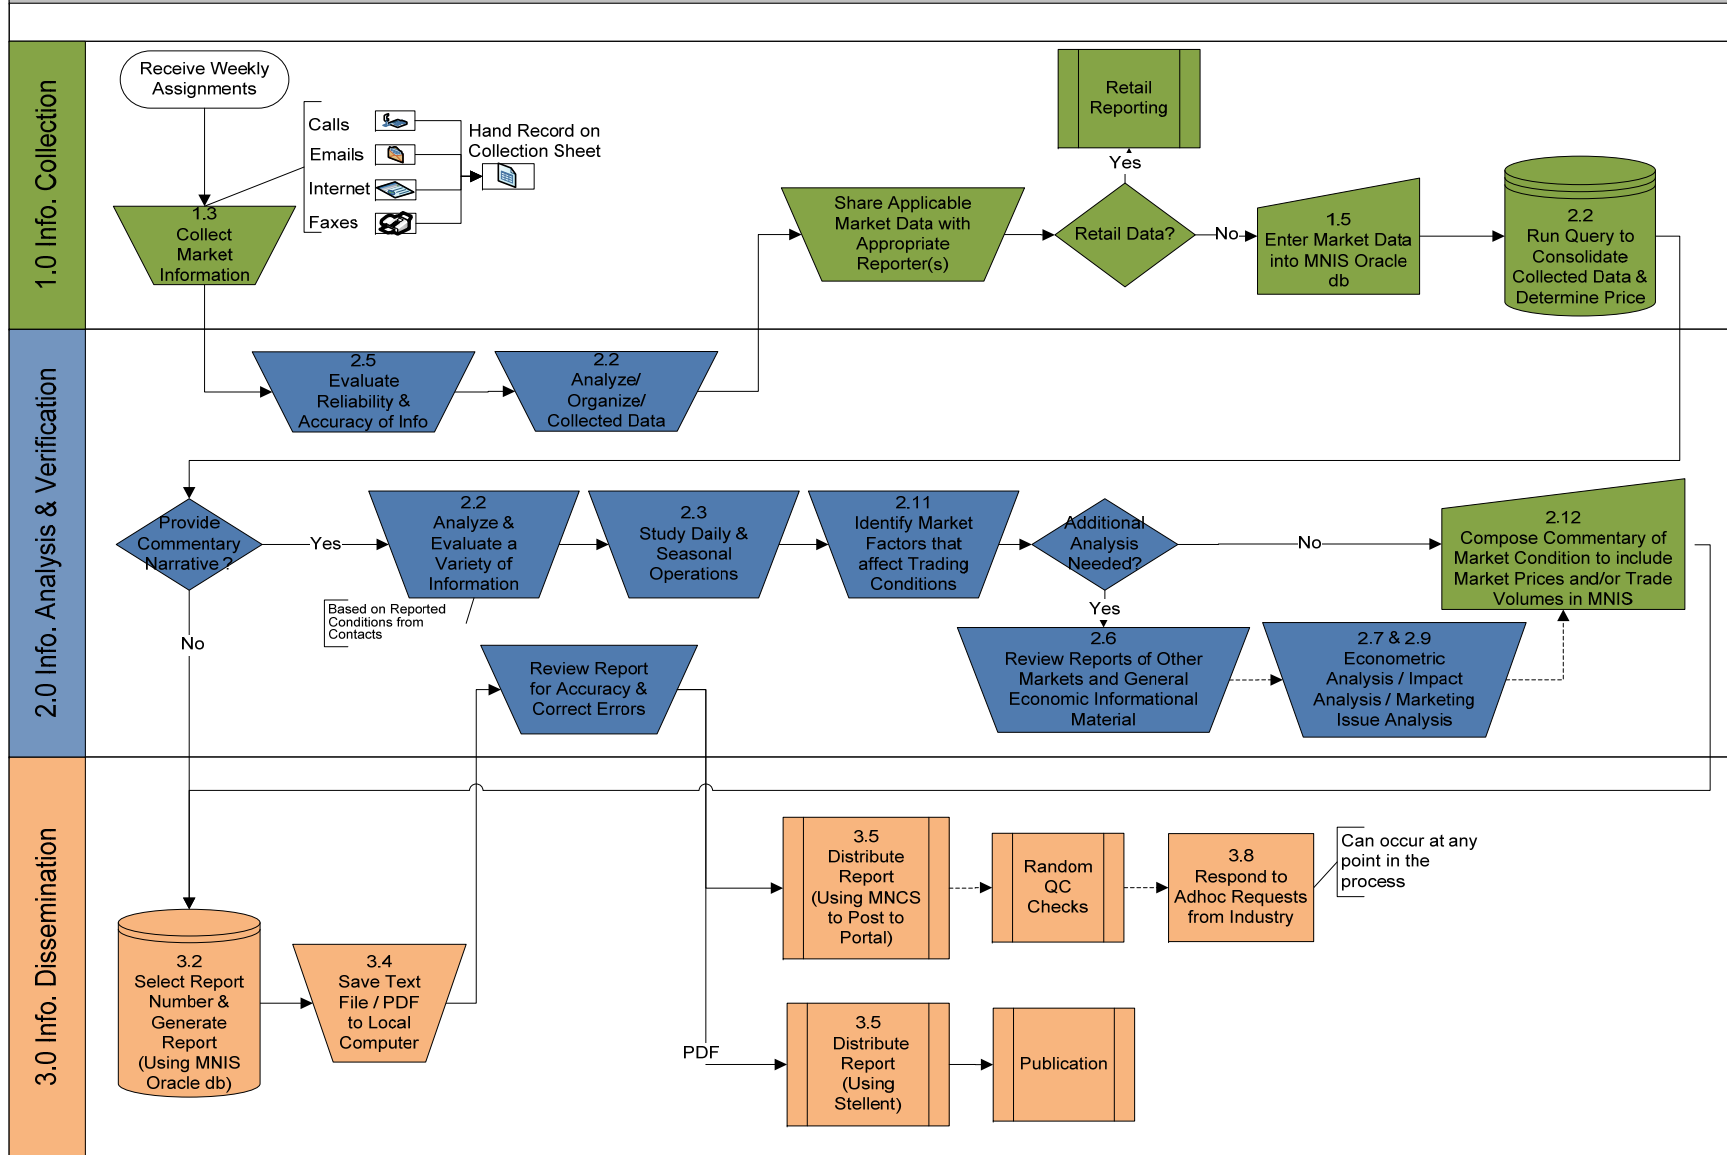 1.0 Info. Collection
Receive Weekly
Assignments
Calls
Emails
Internet
Faxes
Hand Record on
Collection Sheet
1.3
Collect
Market
Information
Share Applicable
Market Data with
Appropriate
Reporter(s)
Retail
Reporting
Yes
Retail Data?
No
1.5
Enter Market Data
into MNIS Oracle
db
2.2
Run Query to
Consolidate
Collected Data &
Determine Price
2.0 Info. Analysis & Verification
2.5
Evaluate
Reliability &
Accuracy of Info
2.2
Analyze/
Organize/
Collected Data
Provide
Commentary
Narrative?
Yes
No
2.2
Analyze &
Evaluate a
Variety of
Information
Based on Reported
Conditions from
Contacts
2.3
Study Daily &
Seasonal
Operations
2.11
Identify Market
Factors that
affect Trading
Conditions
Additional
Analysis
Needed?
No
Yes
2.12
Compose Commentary of
Market Condition to include
Market Prices and/or Trade
Volumes in MNIS
2.6
Review Reports of Other
Markets and General
Economic Informational
Material
2.7 & 2.9
Econometric
Analysis / Impact
Analysis / Marketing
Issue Analysis
Review Report
for Accuracy &
Correct Errors
3.0 Info. Dissemination
3.2
Select Report
Number &
Generate
Report
(Using MNIS
Oracle db)
3.4
Save Text
File / PDF
to Local
Computer
3.5
Distribute
Report
(Using MNCS
to Post to
Portal)
Random
QC
Checks
3.8
Respond to
Adhoc Requests
from Industry
Can occur at any
point in the
process
PDF
3.5
Distribute
Report
(Using
Stellent)
Publication